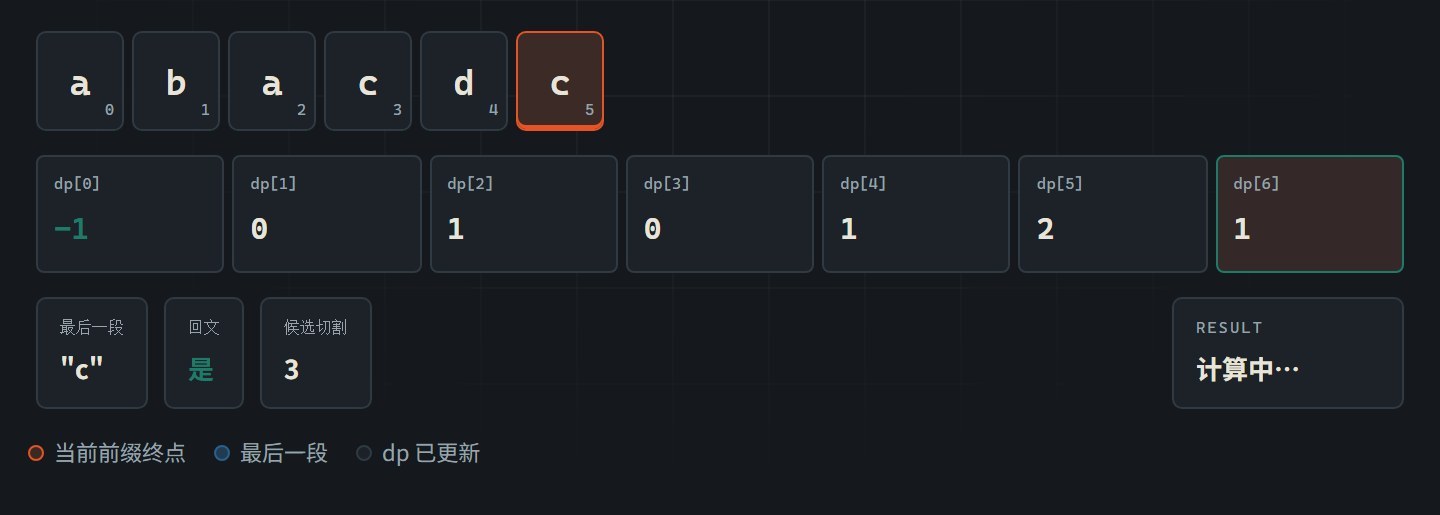 a 0 b 1 a 2 c 3 d 4 c 5
dp[0] dp[1] dp[2] dp[3] dp[4] dp[5] dp[6]
-1 0 1 0 1 2 1
最后一段 回文 候选切割 RESULT
"c" 是 3 计算中…
当前前缀终点 最后一段 dp 已更新